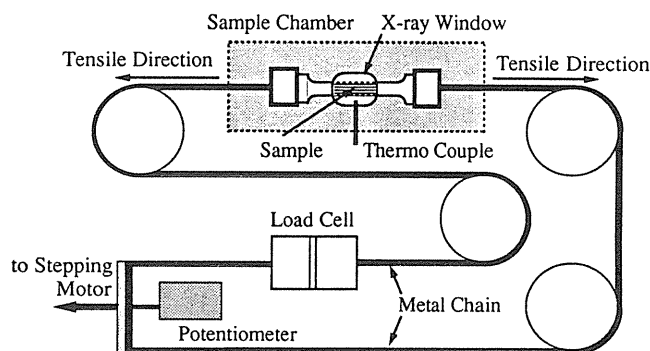 Sample Chamber
X-ray Window
Tensile Direction
Tensile Direction
Sample
Thermo Couple
Load Cell
to Stepping
Motor
Metal Chain
Potentiometer